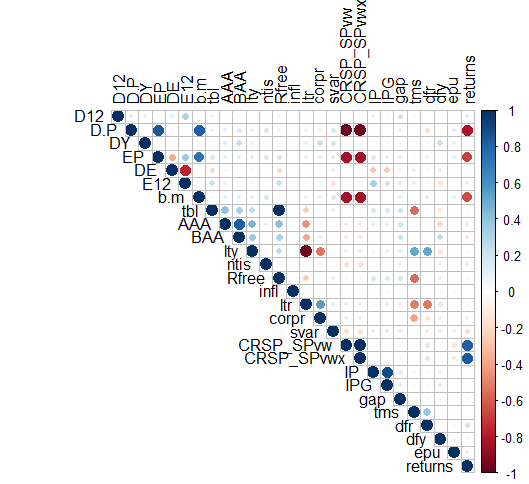 D12 D.P DY EP DE E12 b.m tbl AAA BAA lty ntis Rfree infl ltr corpr svar CRSP_SPvw CRSP_SPvwx IP IPG gap tms dfr dfy epu returns
D12
D.P
DY
EP
DE
E12
b.m
tbl
AAA
BAA
lty
ntis
Rfree
infl
ltr
corpr
svar
CRSP_SPvw
CRSP_SPvwx
IP
IPG
gap
tms
dfr
dfy
epu
returns
1
0.8
0.6
0.4
0.2
0
-0.2
-0.4
-0.6
-0.8
-1